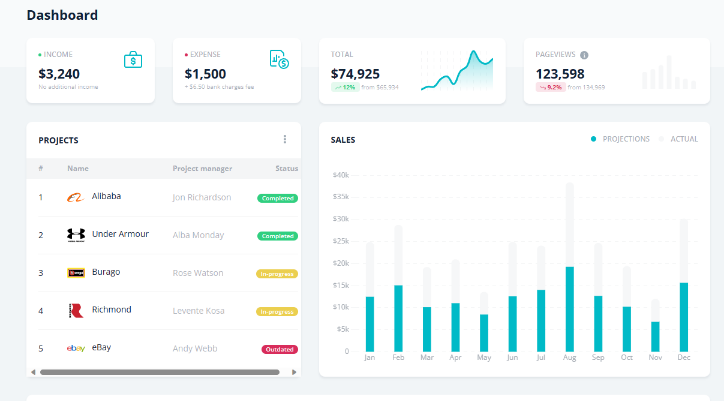 Dashboard
INCOME
$3,240
No additional income
EXPENSE
$1,500
+ $6.50 bank charges fee
TOTAL
$74,925
12% from $65,934
PAGEVIEWS
123,598
9.2% from
PROJECTS
# Name Project manager Status
1 Alibaba Jon Richardson Completed
2 Under Armour Alba Monday Completed
3 Burago Rose Watson In-progress
4 Richmond Levente Kosa In-progress
5 ebay eBay Andy Webb Outdated
SALES
PROJECTIONS ACTUAL
$40k
$35k
$30k
$25k
$20k
$15k
$10k
$5k
0
Jan Feb Mar Apr May Jun Jul Aug Sep Oct Nov Dec